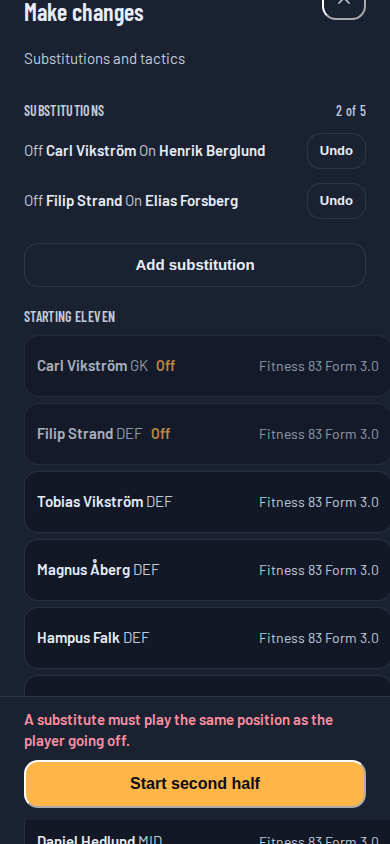 Make changes
Substitutions and tactics
SUBSTITUTIONS 2 of 5
Off Carl Vikström On Henrik Berglund Undo
Off Filip Strand On Elias Forsberg Undo
Add substitution
STARTING ELEVEN
Carl Vikström GK Off Fitness 83 Form 3.0
Filip Strand DEF Off Fitness 83 Form 3.0
Tobias Vikström DEF Fitness 83 Form 3.0
Magnus Åberg DEF Fitness 83 Form 3.0
Hampus Falk DEF Fitness 83 Form 3.0
A substitute must play the same position as the
player going off.
Start second half
Daniel Hedlund MID Fitness 83 Form 3.0